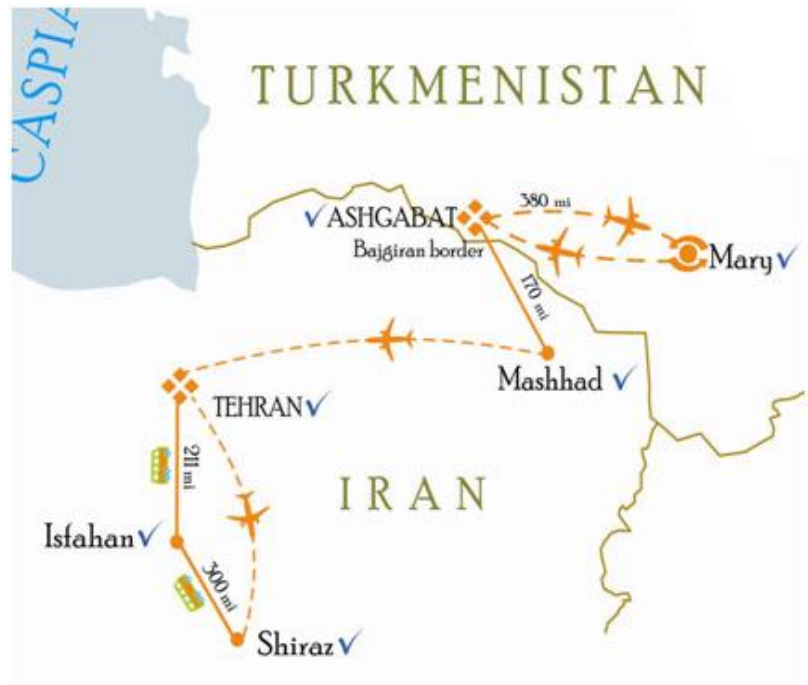 CASPIA
TURKMENISTAN
380 mi
ASHGABAT
Bajgiran border
Mary
170 mi
Mashhad
TEHRAN
211 mi
IRAN
Isfahan
300 mi
Shiraz